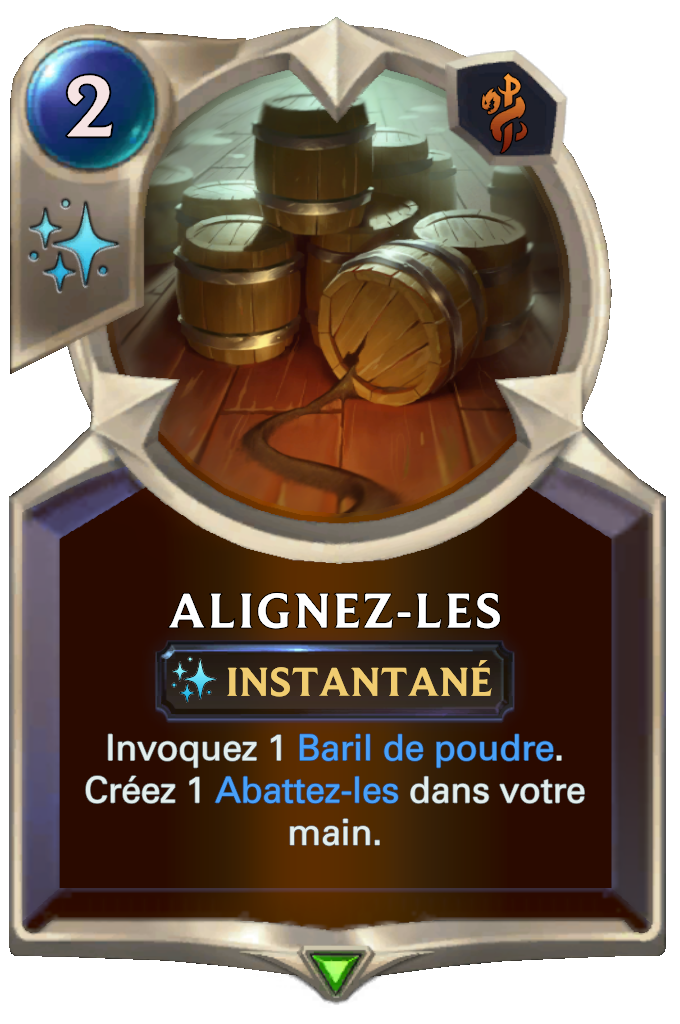 2
ALIGNEZ-LES
INSTANTANÉ
Invoquez 1 Baril de poudre.
Créez 1 Abattez-les dans votre
main.